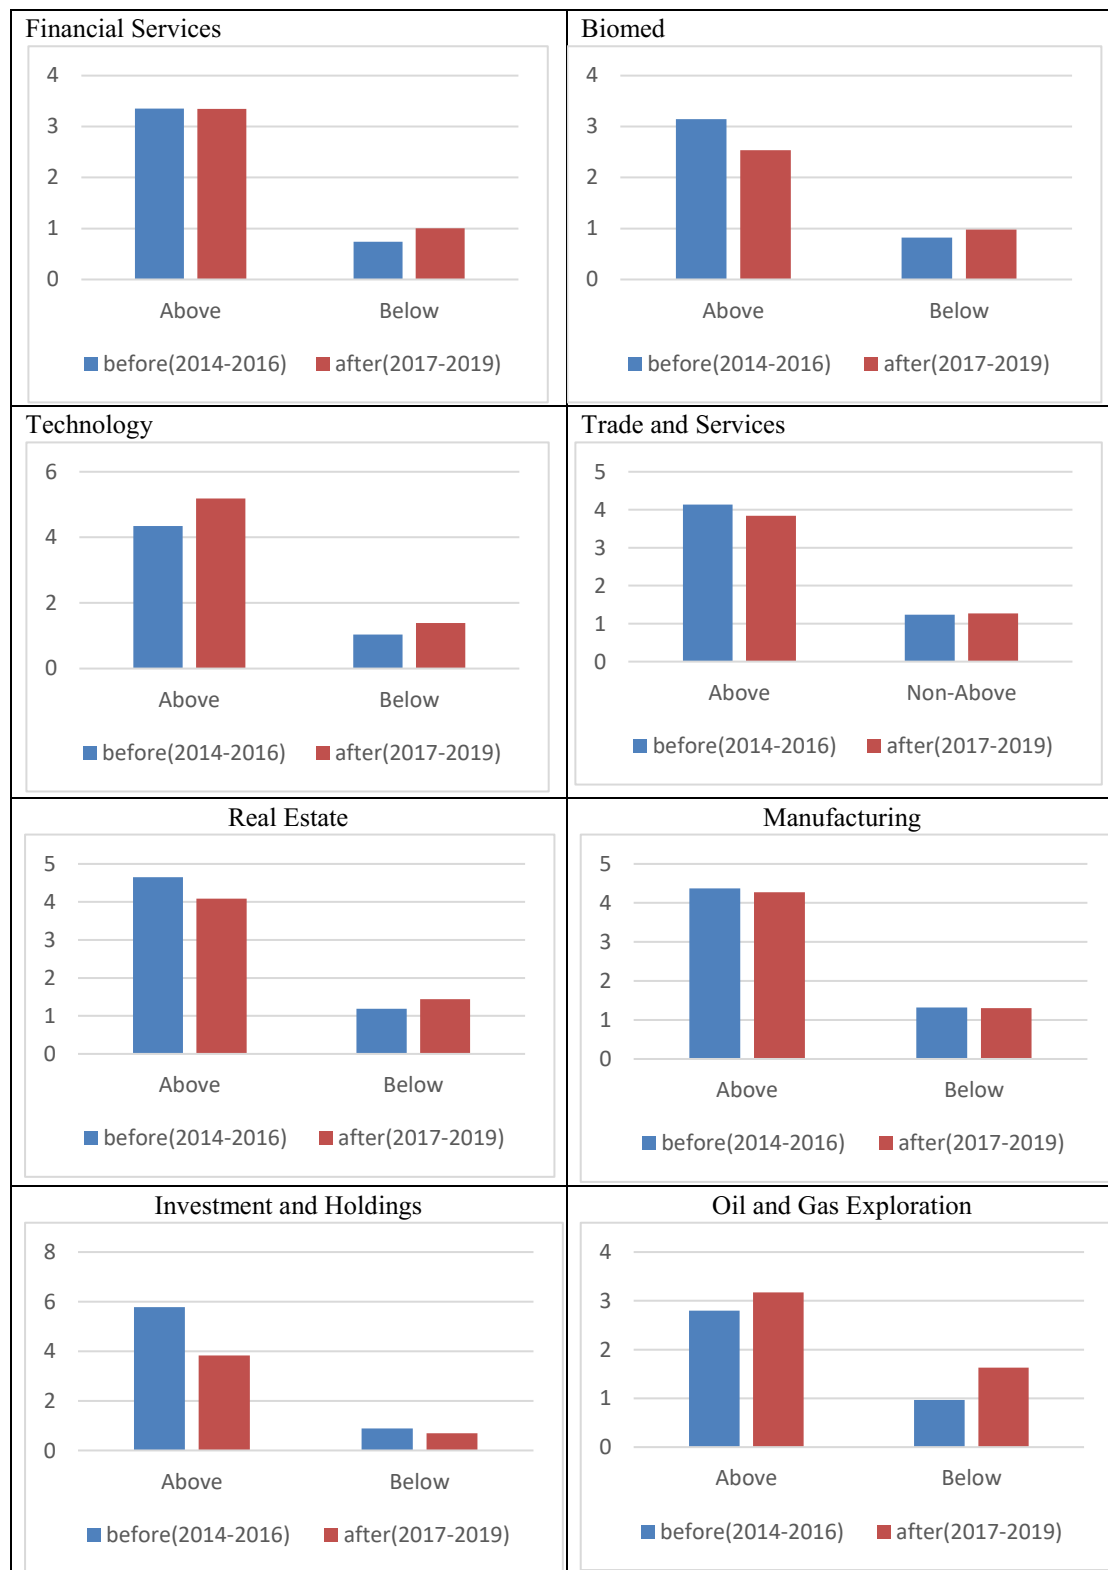 Financial Services
4
3
2
1
0
Above Below
before(2014-2016) after(2017-2019)
Biomed
4
3
2
1
0
Above Below
before(2014-2016) after(2017-2019)
Technology
6
4
2
0
Above Below
before(2014-2016) after(2017-2019)
Trade and Services
5
4
3
2
1
0
Above Non-Above
before(2014-2016) after(2017-2019)
Real Estate
5
4
3
2
1
0
Above Below
before(2014-2016) after(2017-2019)
Manufacturing
5
4
3
2
1
0
Above Below
before(2014-2016) after(2017-2019)
Investment and Holdings
8
6
4
2
0
Above Below
before(2014-2016) after(2017-2019)
Oil and Gas Exploration
4
3
2
1
0
Above Below
before(2014-2016) after(2017-2019)